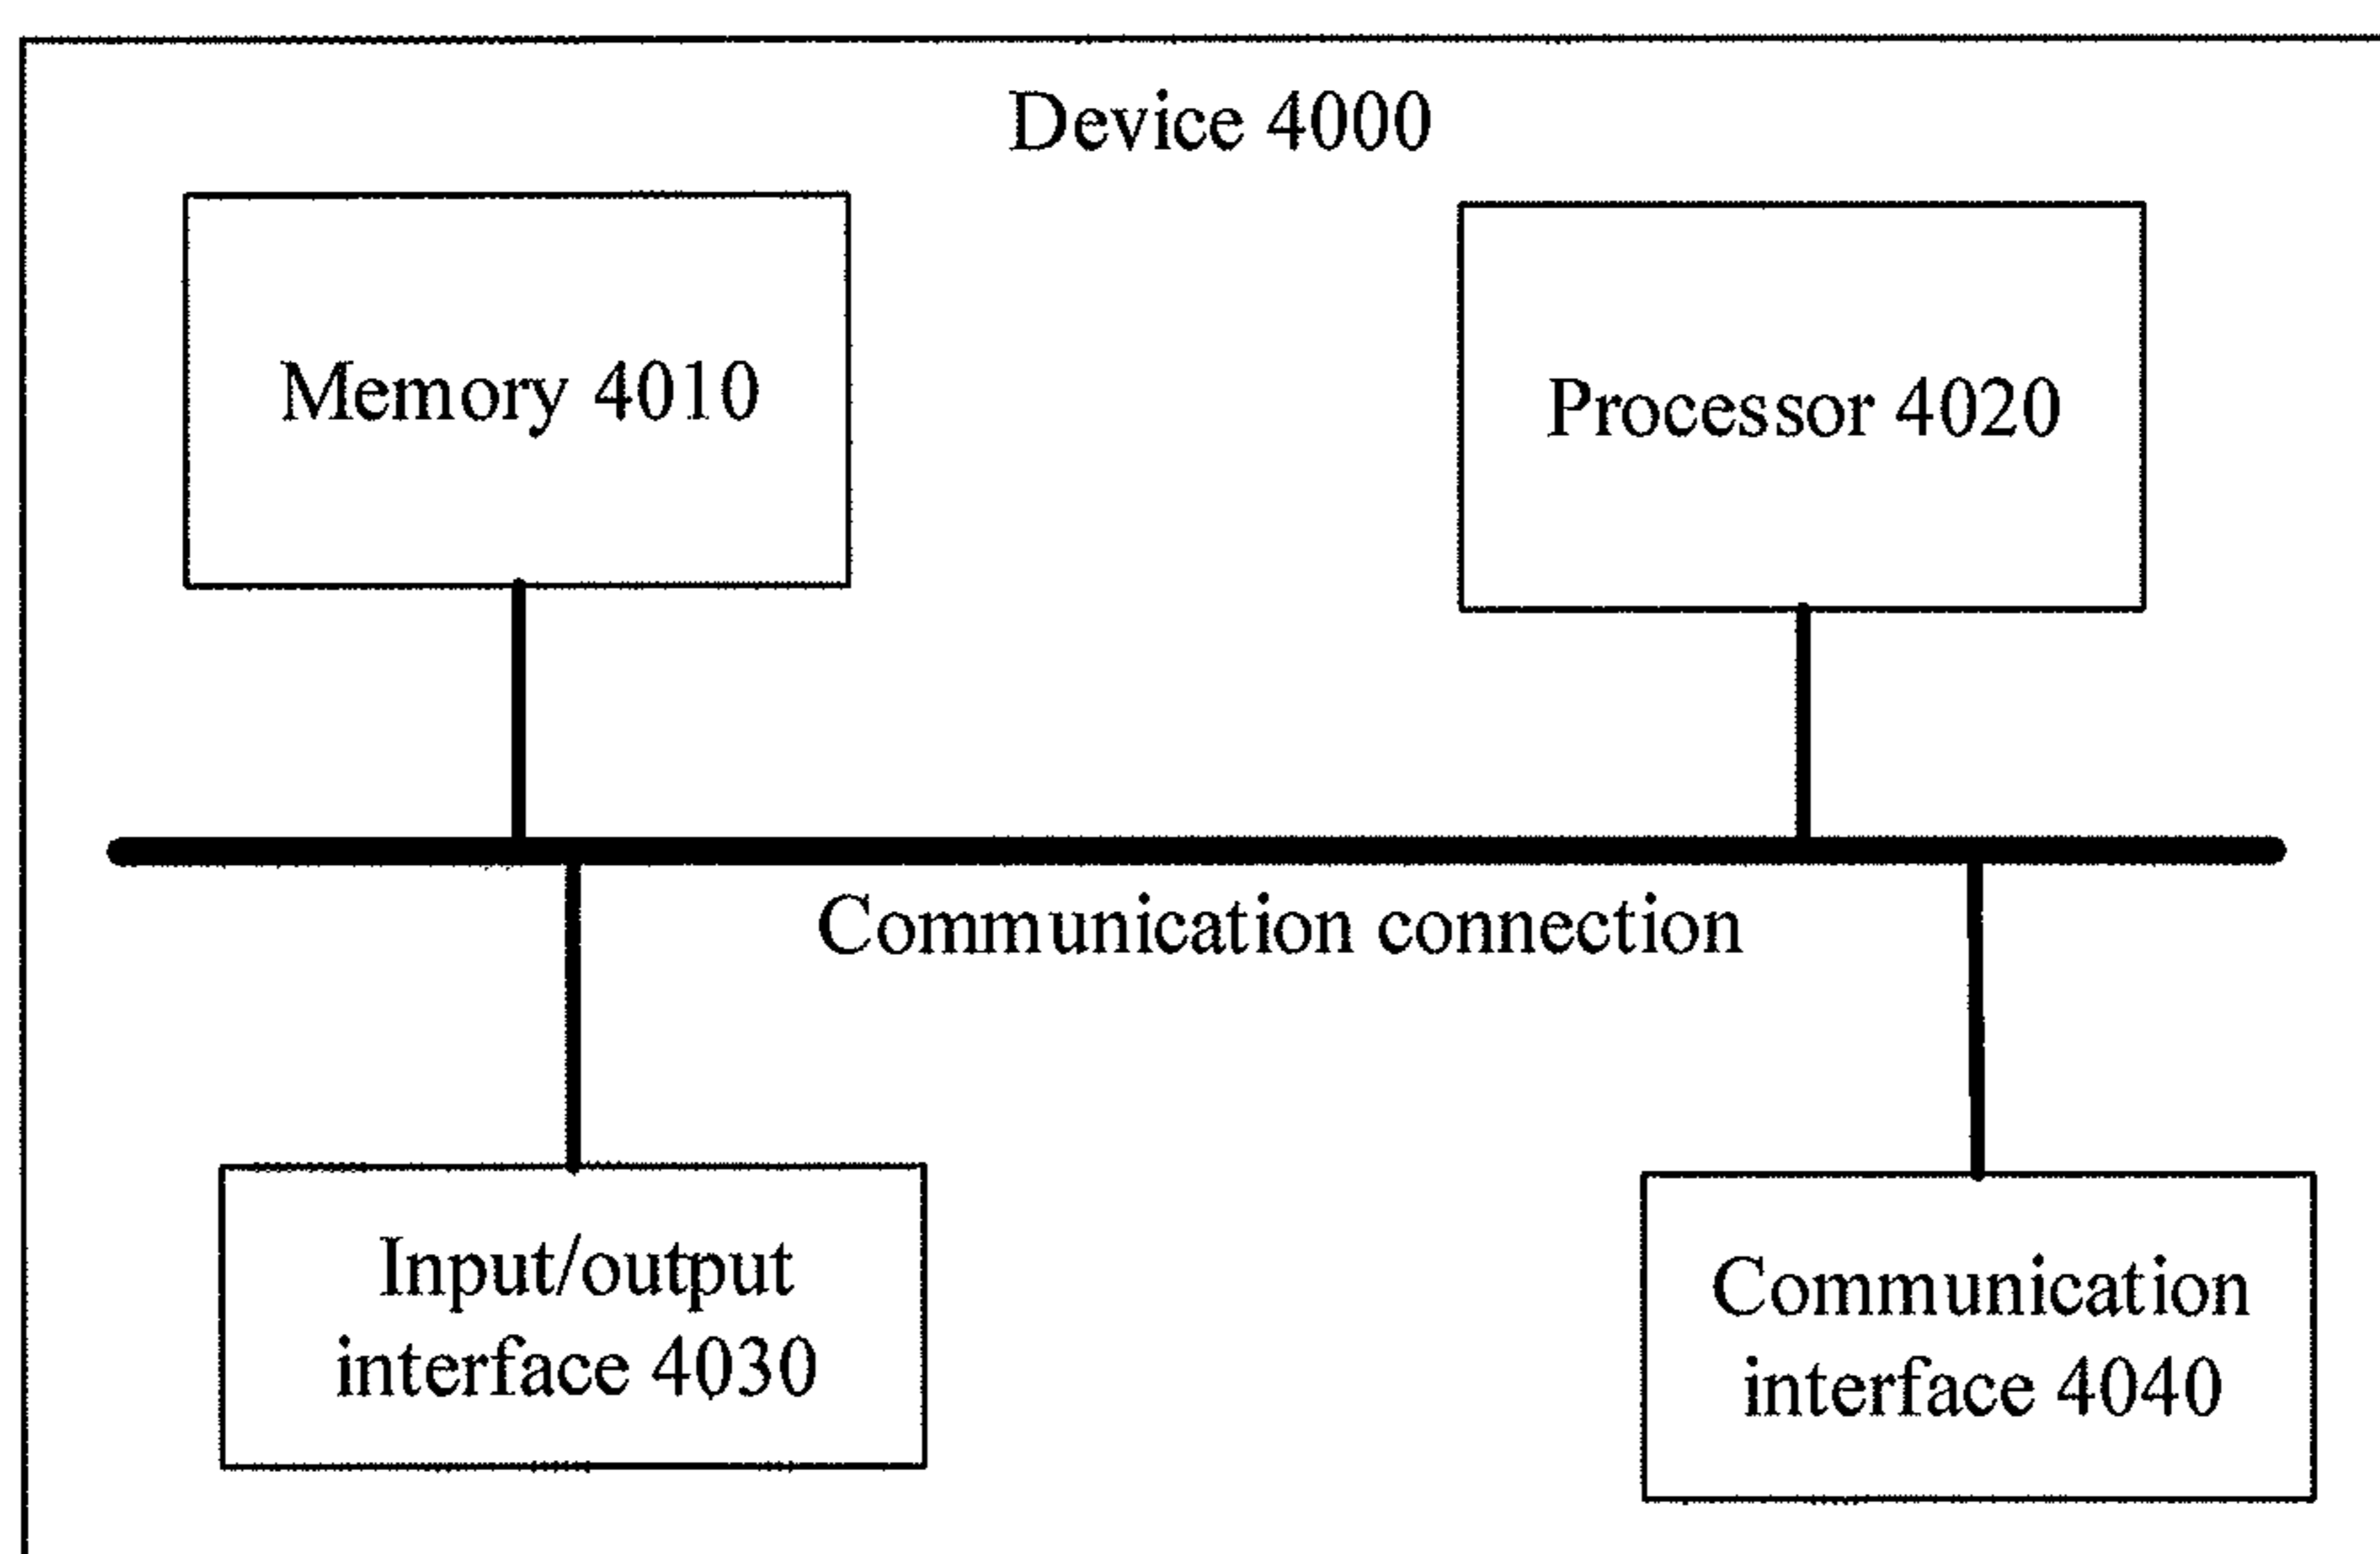 Device 4000
Memory 4010
Processor 4020
Communication connection
Input/output
interface 4030
Communication
interface 4040